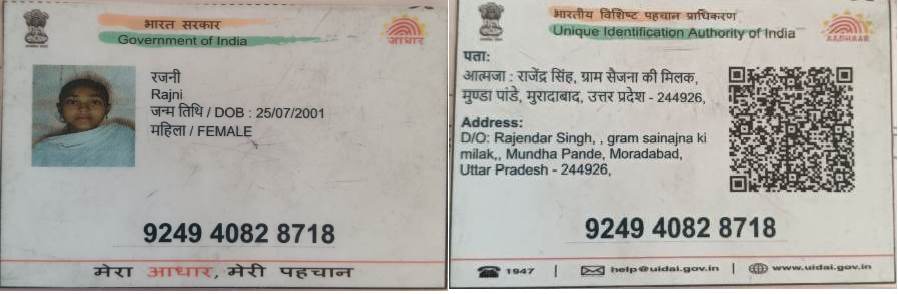 भारत सरकार
Government of India
आधार
रजनी
Rajni
जन्म तिथि / DOB : 25/07/2001
महिला / FEMALE
9249 4082 8718
मेरा आधार, मेरी पहचान
भारतीय विशिष्ट पहचान प्राधिकरण
Unique Identification Authority of India
AADHAAR
पता:
आत्मजा : राजेंद्र सिंह, ग्राम सैजना की मिलक,
मुण्डा पांडे, मुरादाबाद, उत्तर प्रदेश - 244926,
Address:
D/O: Rajendar Singh, , gram sainajna ki
milak,, Mundha Pande, Moradabad,
Uttar Pradesh - 244926,
9249 4082 8718
1947 | help@uidai.gov.in | www.uidai.gov.in